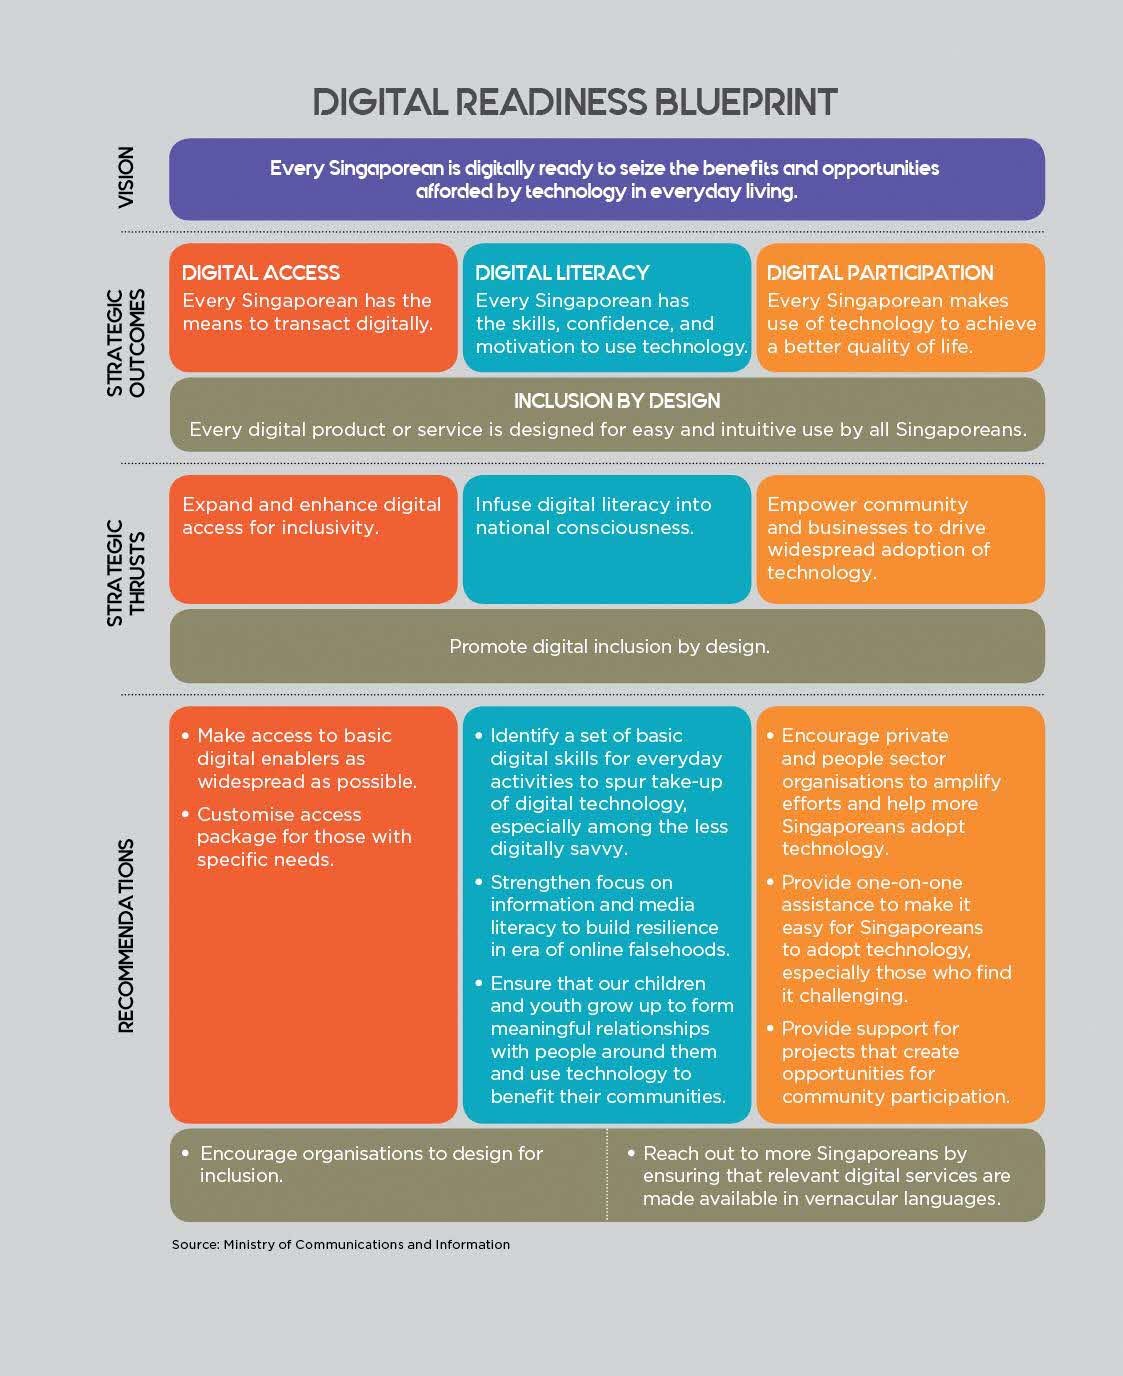 DIGITAL READINESS BLUEPRINT
VISION
Every Singaporean is digitally ready to seize the benefits and opportunities
afforded by technology in everyday living.
STRATEGIC
OUTCOMES
DIGITAL ACCESS
Every Singaporean has the
means to transact digitally.
DIGITAL LITERACY
Every Singaporean has
the skills, confidence, and
motivation to use technology.
DIGITAL PARTICIPATION
Every Singaporean makes
use of technology to achieve
a better quality of life.
INCLUSION BY DESIGN
Every digital product or service is designed for easy and intuitive use by all Singaporeans.
STRATEGIC
THRUSTS
Expand and enhance digital
access for inclusivity.
Infuse digital literacy into
national consciousness.
Empower community
and businesses to drive
widespread adoption of
technology.
Promote digital inclusion by design.
RECOMMENDATIONS
• Make access to basic
digital enablers as
widespread as possible.
• Customise access
package for those with
specific needs.
• Identify a set of basic
digital skills for everyday
activities to spur take-up
of digital technology,
especially among the less
digitally savvy.
• Strengthen focus on
information and media
literacy to build resilience
in era of online falsehoods.
• Ensure that our children
and youth grow up to form
meaningful relationships
with people around them
and use technology to
benefit their communities.
• Encourage private
and people sector
organisations to amplify
efforts and help more
Singaporeans adopt
technology.
• Provide one-on-one
assistance to make it
easy for Singaporeans
to adopt technology,
especially those who find
it challenging.
• Provide support for
projects that create
opportunities for
community participation.
• Encourage organisations to design for
inclusion.
• Reach out to more Singaporeans by
ensuring that relevant digital services are
made available in vernacular languages.
Source: Ministry of Communications and Information